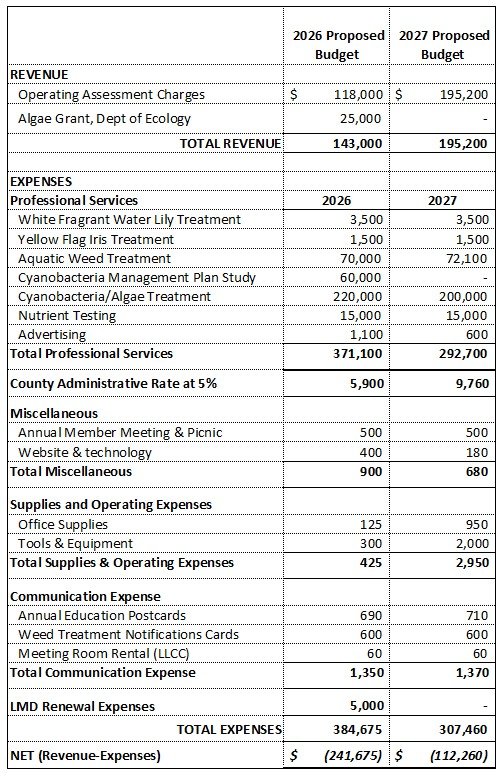 2026 Proposed Budget 2027 Proposed Budget
REVENUE
Operating Assessment Charges $ 118,000 $ 195,200
Algae Grant, Dept of Ecology 25,000 -
TOTAL REVENUE 143,000 195,200
EXPENSES
Professional Services 2026 2027
White Fragrant Water Lily Treatment 3,500 3,500
Yellow Flag Iris Treatment 1,500 1,500
Aquatic Weed Treatment 70,000 72,100
Cyanobacteria Management Plan Study 60,000 -
Cyanobacteria/Algae Treatment 220,000 200,000
Nutrient Testing 15,000 15,000
Advertising 1,100 600
Total Professional Services 371,100 292,700
County Administrative Rate at 5% 5,900 9,760
Miscellaneous
Annual Member Meeting & Picnic 500 500
Website & technology 400 180
Total Miscellaneous 900 680
Supplies and Operating Expenses
Office Supplies 125 950
Tools & Equipment 300 2,000
Total Supplies & Operating Expenses 425 2,950
Communication Expense
Annual Education Postcards 690 710
Weed Treatment Notifications Cards 600 600
Meeting Room Rental (LLCC) 60 60
Total Communication Expense 1,350 1,370
LMD Renewal Expenses 5,000 -
TOTAL EXPENSES 384,675 307,460
NET (Revenue-Expenses) $ (241,675) $ (112,260)